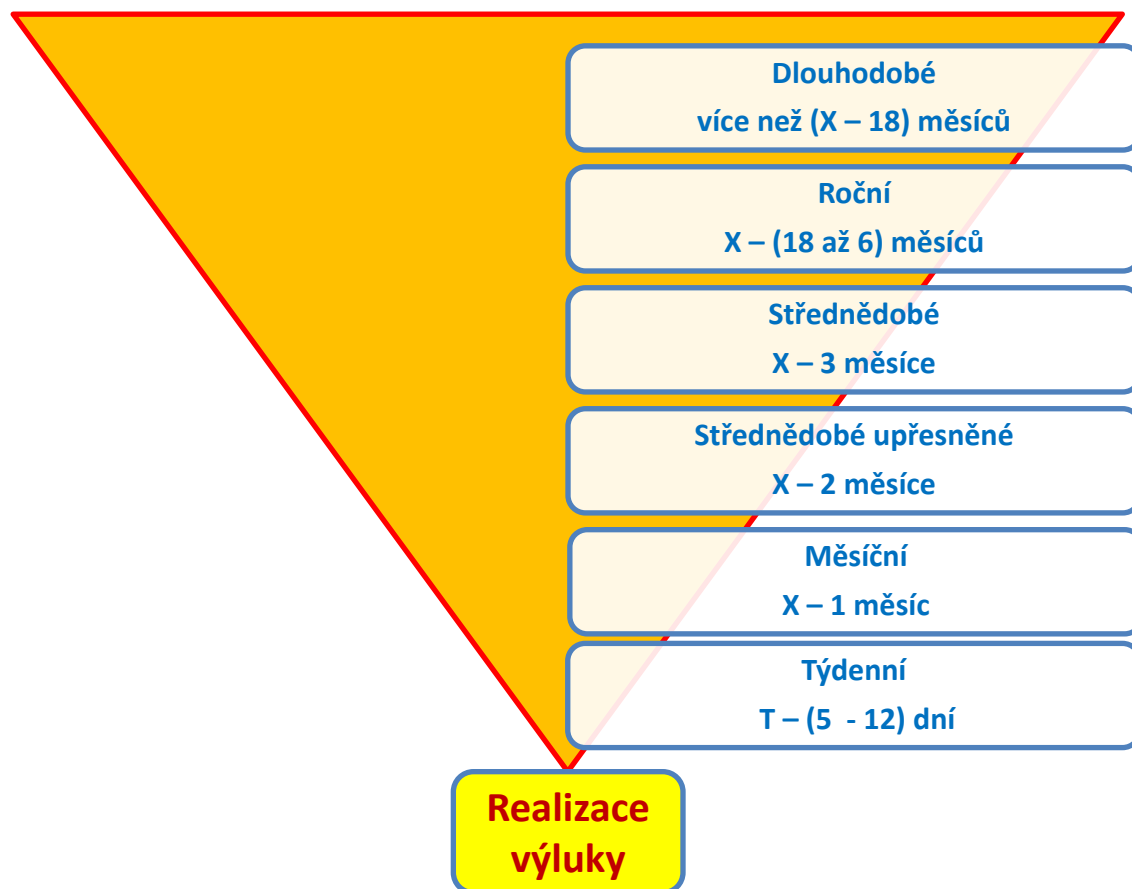 Dlouhodobé
více než (X – 18) měsíců
Roční
X – (18 až 6) měsíců
Střednědobé
X – 3 měsíce
Střednědobé upřesněné
X – 2 měsíce
Měsíční
X – 1 měsíc
Týdenní
T – (5  - 12) dní
Realizace
výluky